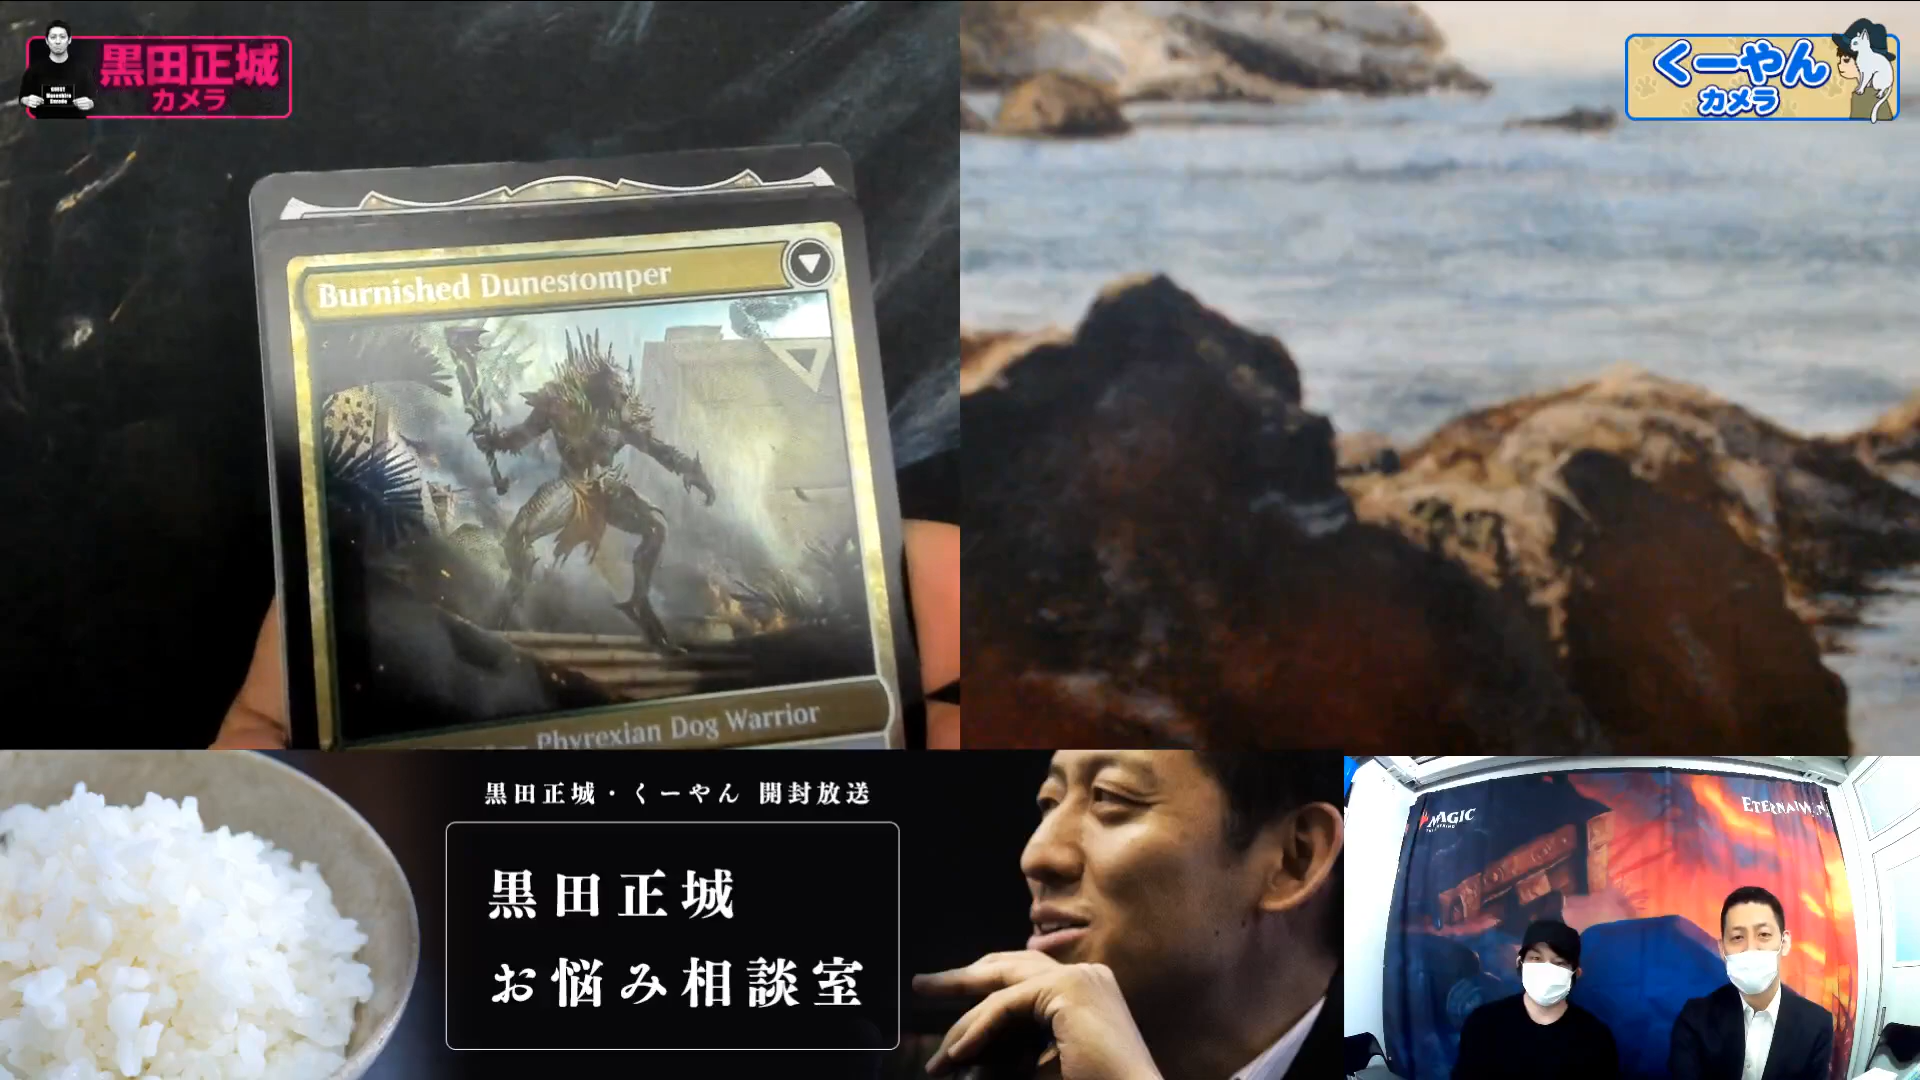 黒田正城
カメラ
くーやん
カメラ
Burnished Dunestomper
Phyrexian Dog Warrior
黒田正城・くーやん 開封放送
黒田正城
お悩み相談室
MAGIC